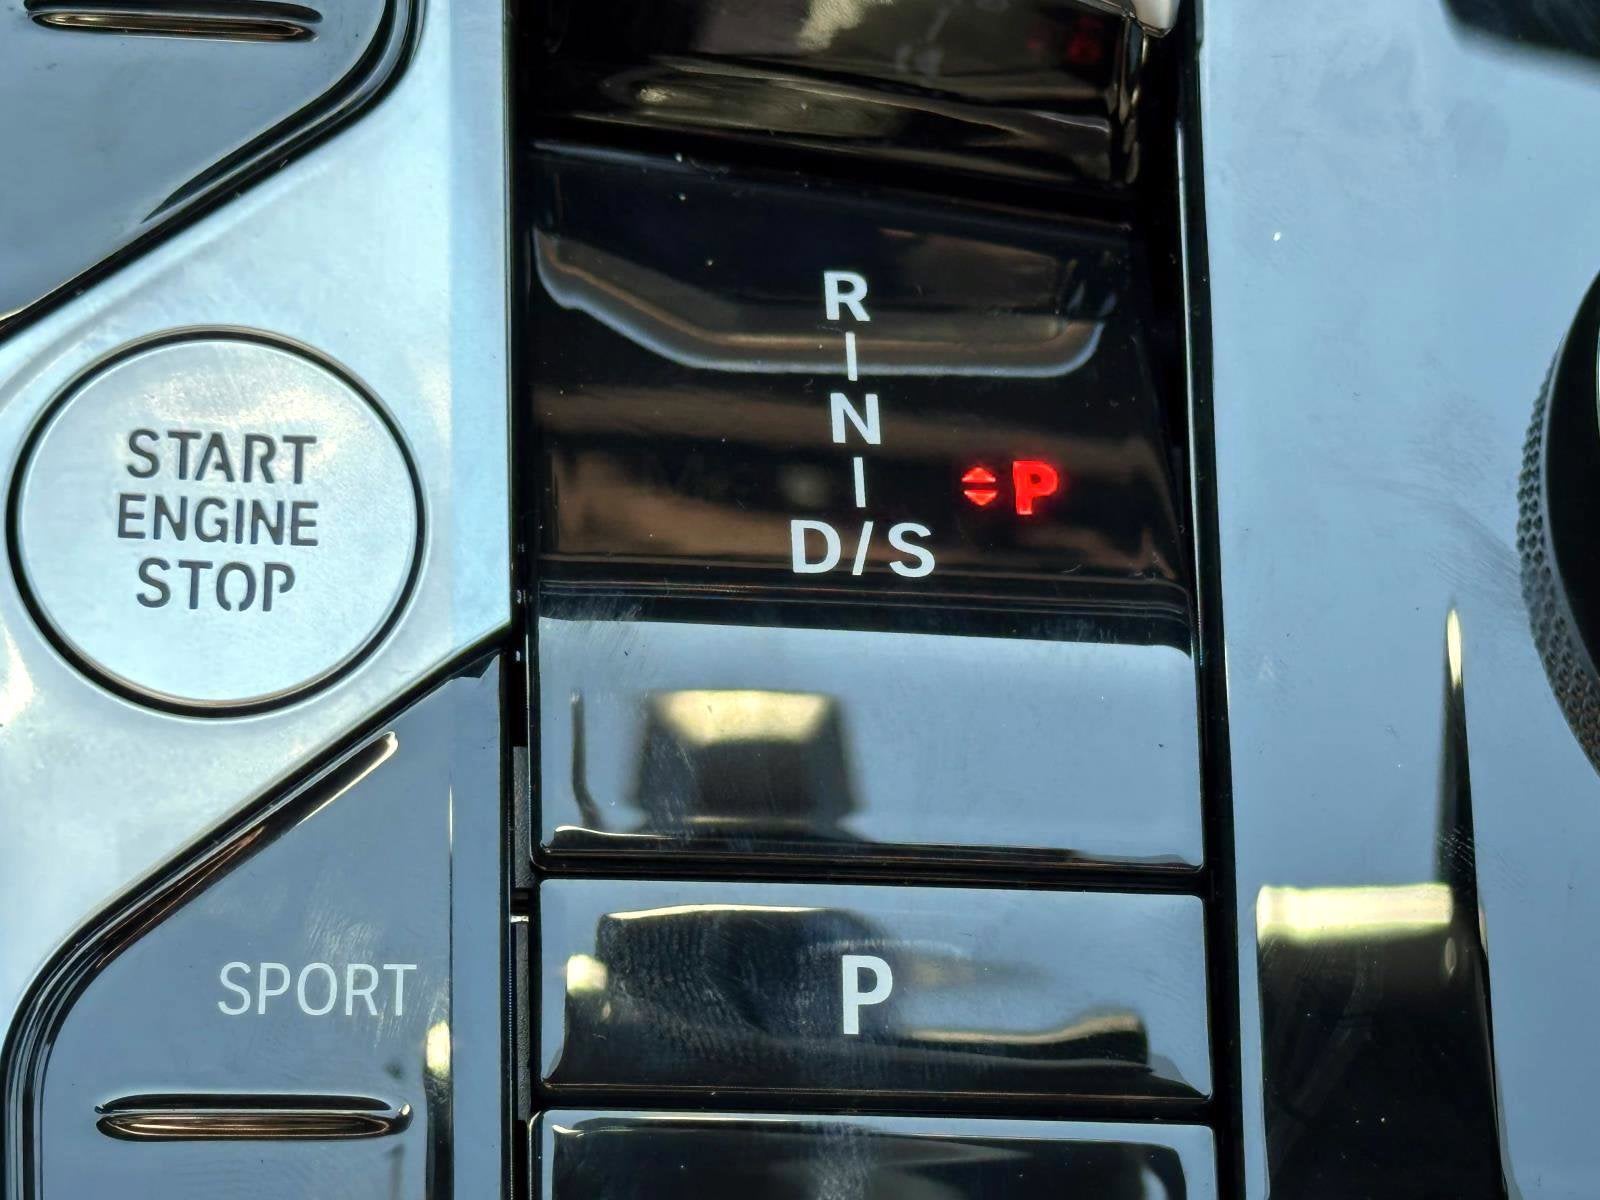 START
ENGINE
STOP
R
N
D/S
P
SPORT
P